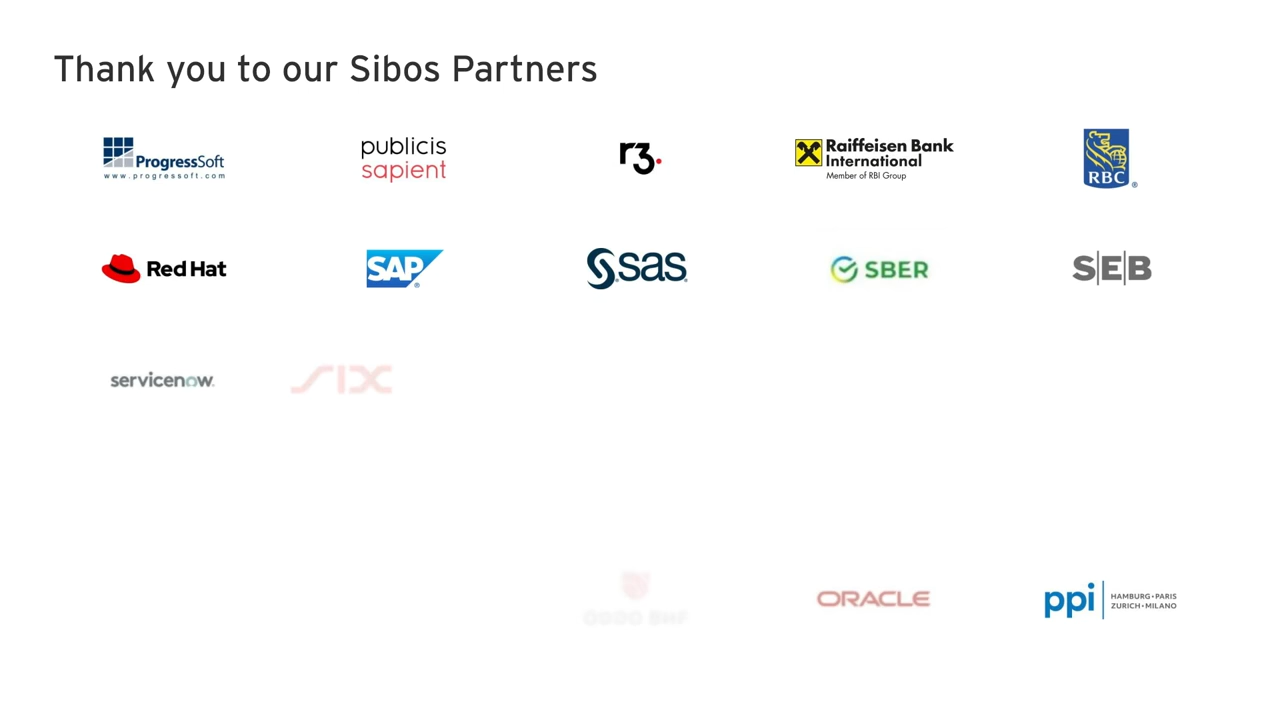 Thank you to our Sibos Partners
ProgressSoft
www.progressoft.com
publicis
sapient
r3.
Raiffeisen Bank
International
Member of RBI Group
RBC®
Red Hat
SAP®
sas®
SBER
S|E|B
servicenow.
SIX
ORACLE
ppi
HAMBURG·PARIS
ZURICH·MILANO